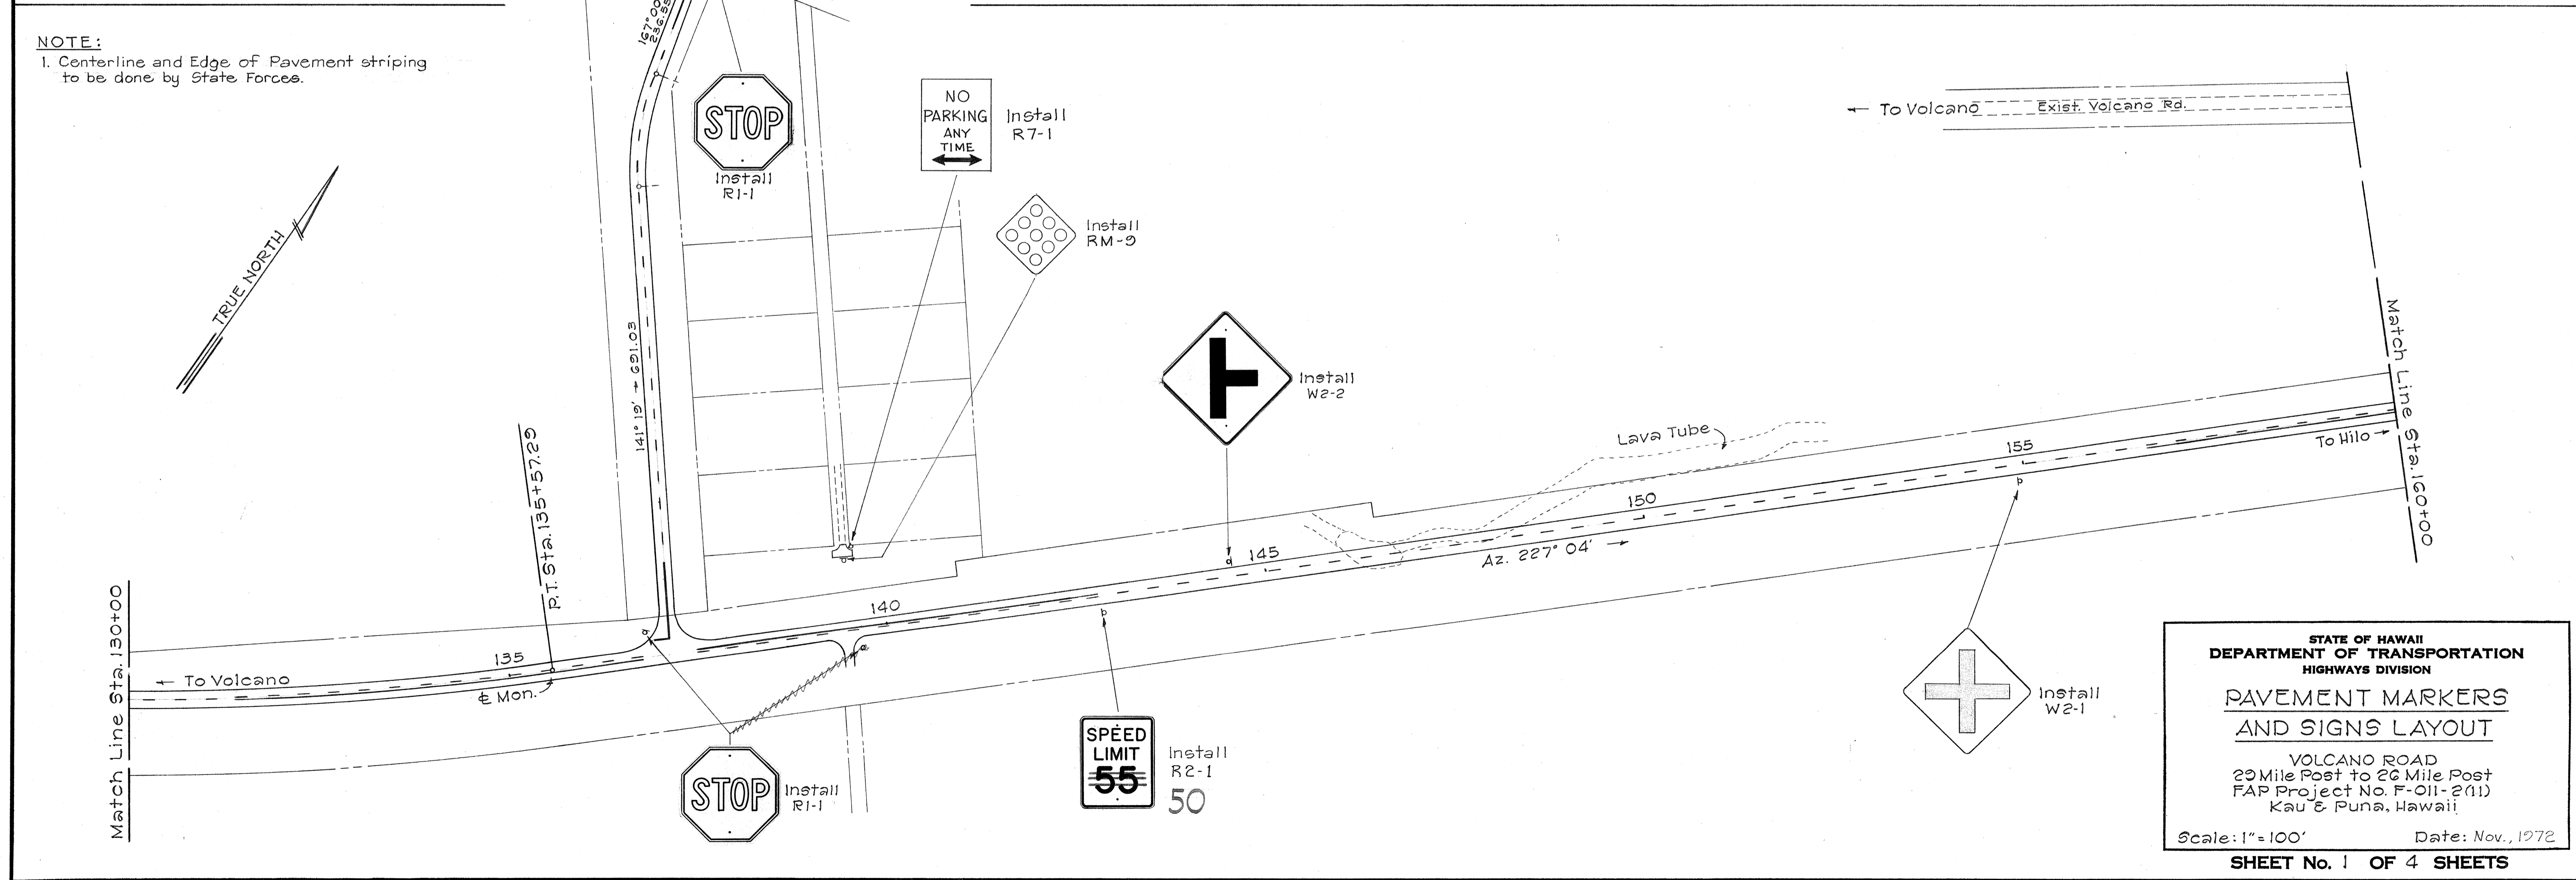 NOTE:
1. Centerline and Edge of Pavement striping
to be done by State Forces.
167° 00'
236.55
STOP
Install
R1-1
NO
PARKING
ANY
TIME
Install
R7-1
Install
RM-9
← To Volcano
Exist. Volcano Rd.
TRUE NORTH
141° 19' → 691.03
Install
W2-2
Match Line Sta. 160+00
Lava Tube
155
To Hilo →
150
Az. 227° 04' →
145
140
P.T. Sta. 135+57.29
135
Match Line Sta. 130+00
← To Volcano
℄ Mon.
STOP
Install
R1-1
SPEED
LIMIT
55
Install
R2-1
50
Install
W2-1
STATE OF HAWAII
DEPARTMENT OF TRANSPORTATION
HIGHWAYS DIVISION
PAVEMENT MARKERS
AND SIGNS LAYOUT
VOLCANO ROAD
29 Mile Post to 26 Mile Post
FAP Project No. F-011-2(11)
Kau & Puna, Hawaii
Scale: 1"=100'
Date: Nov., 1972
SHEET No. 1 OF 4 SHEETS